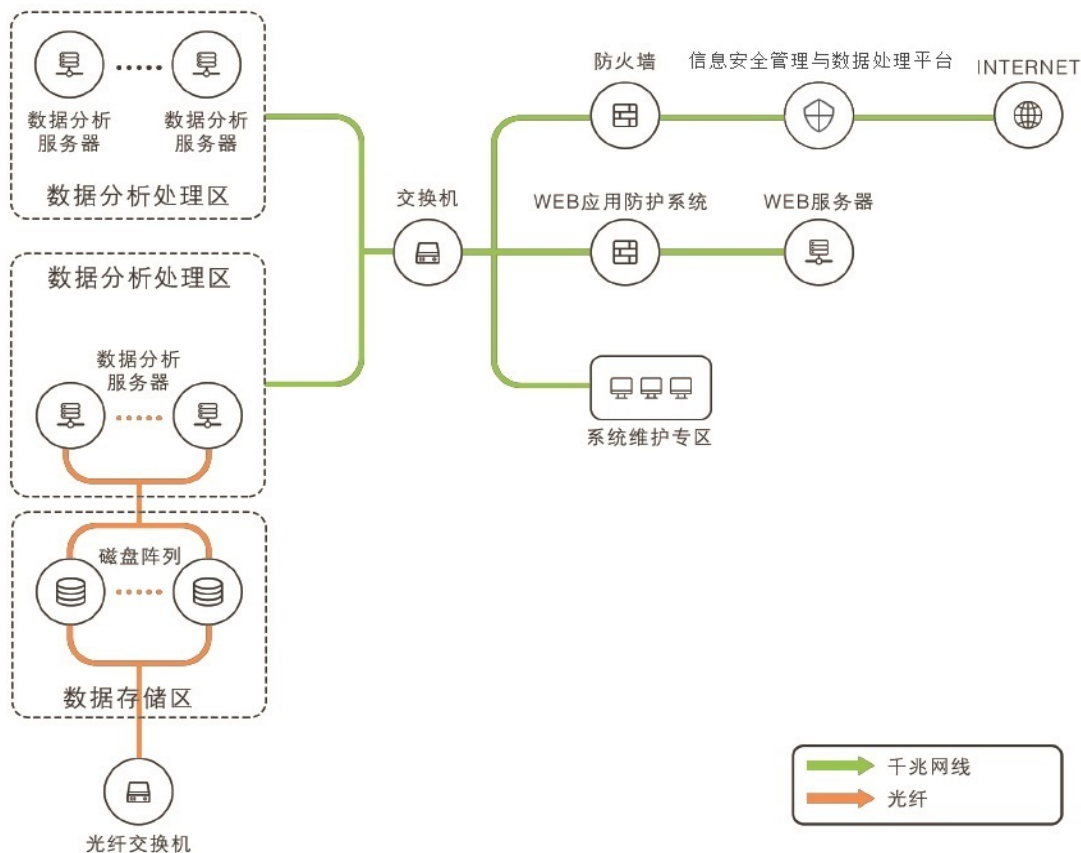 数据分析
服务器
数据分析
服务器
数据分析处理区
数据分析处理区
数据分析
服务器
磁盘阵列
数据存储区
光纤交换机
交换机
防火墙
信息安全管理与数据处理平台
INTERNET
WEB应用防护系统
WEB服务器
系统维护专区
千兆网线
光纤